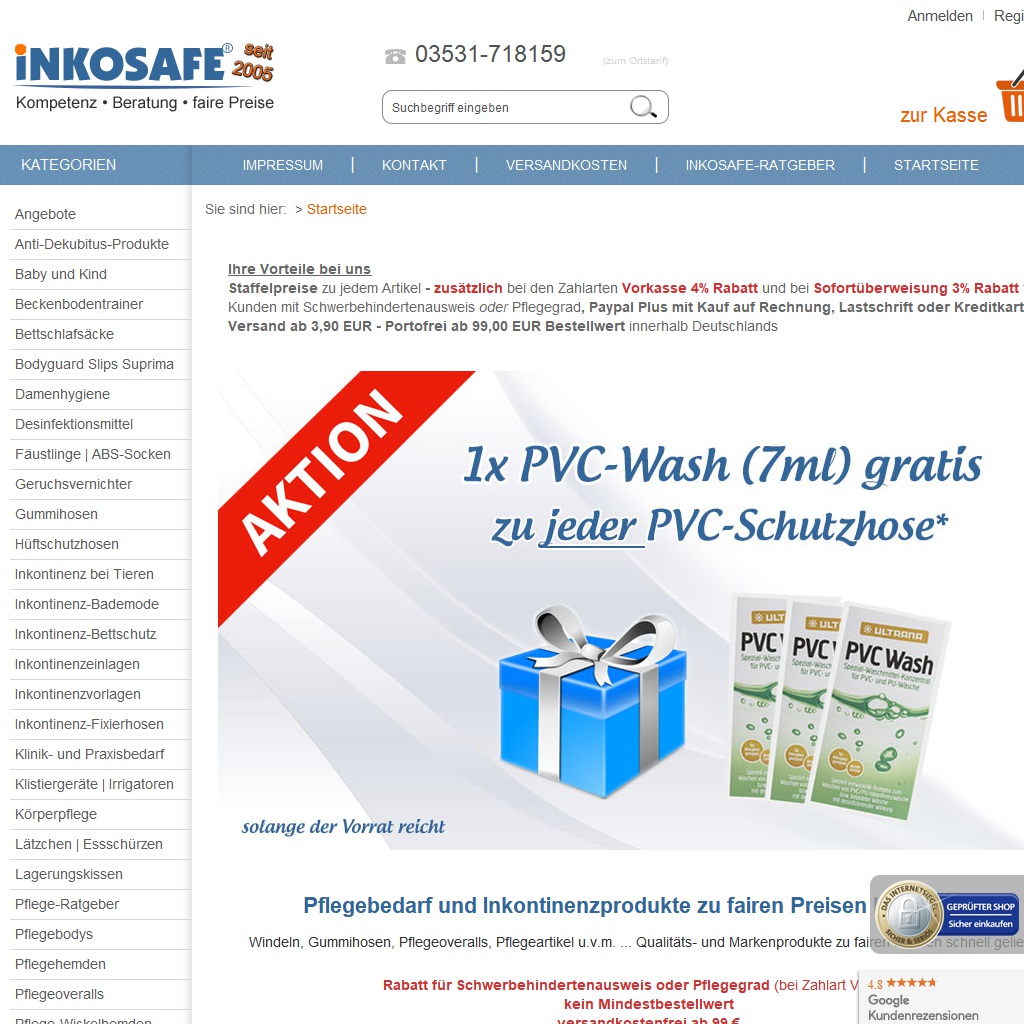 Anmelden
Regi
INKOSAFE® seit 2005
Kompetenz • Beratung • faire Preise
03531-718159
(zum Ortstarif)
Suchbegriff eingeben
zur Kasse
KATEGORIEN
IMPRESSUM | KONTAKT | VERSANDKOSTEN | INKOSAFE-RATGEBER | STARTSEITE
Sie sind hier: > Startseite
Angebote
Anti-Dekubitus-Produkte
Baby und Kind
Beckenbodentrainer
Bettschlafsäcke
Bodyguard Slips Suprima
Damenhygiene
Desinfektionsmittel
Fäustlinge | ABS-Socken
Geruchsvernichter
Gummihosen
Hüftschutzhosen
Inkontinenz bei Tieren
Inkontinenz-Bademode
Inkontinenz-Bettschutz
Inkontinenzeinlagen
Inkontinenzvorlagen
Inkontinenz-Fixierhosen
Klinik- und Praxisbedarf
Klistiergeräte | Irrigatoren
Körperpflege
Lätzchen | Essschürzen
Lagerungskissen
Pflege-Ratgeber
Pflegebodys
Pflegehemden
Pflegeoveralls
Pflege-Wickelhemden
Ihre Vorteile bei uns
Staffelpreise zu jedem Artikel - zusätzlich bei den Zahlarten Vorkasse 4% Rabatt und bei Sofortüberweisung 3% Rabatt
Kunden mit Schwerbehindertenausweis oder Pflegegrad, Paypal Plus mit Kauf auf Rechnung, Lastschrift oder Kreditkart
Versand ab 3,90 EUR - Portofrei ab 99,00 EUR Bestellwert innerhalb Deutschlands
AKTION
1x PVC-Wash (7ml) gratis
zu jeder PVC-Schutzhose*
ULTRANA
PVC Wash
Spezial-Waschmittel-Konzentrat
für PVC- und PU-Wäsche
solange der Vorrat reicht
Pflegebedarf und Inkontinenzprodukte zu fairen Preisen
Windeln, Gummihosen, Pflegeoveralls, Pflegeartikel u.v.m. ... Qualitäts- und Markenprodukte zu fairen schnell gelie
Rabatt für Schwerbehindertenausweis oder Pflegegrad (bei Zahlart V
kein Mindestbestellwert
versandkostenfrei ab 99 €
DAS INTERNETSIEGEL
SICHER & SERIÖS
GEPRÜFTER SHOP
Sicher einkaufen
4.8
Google
Kundenrezensionen